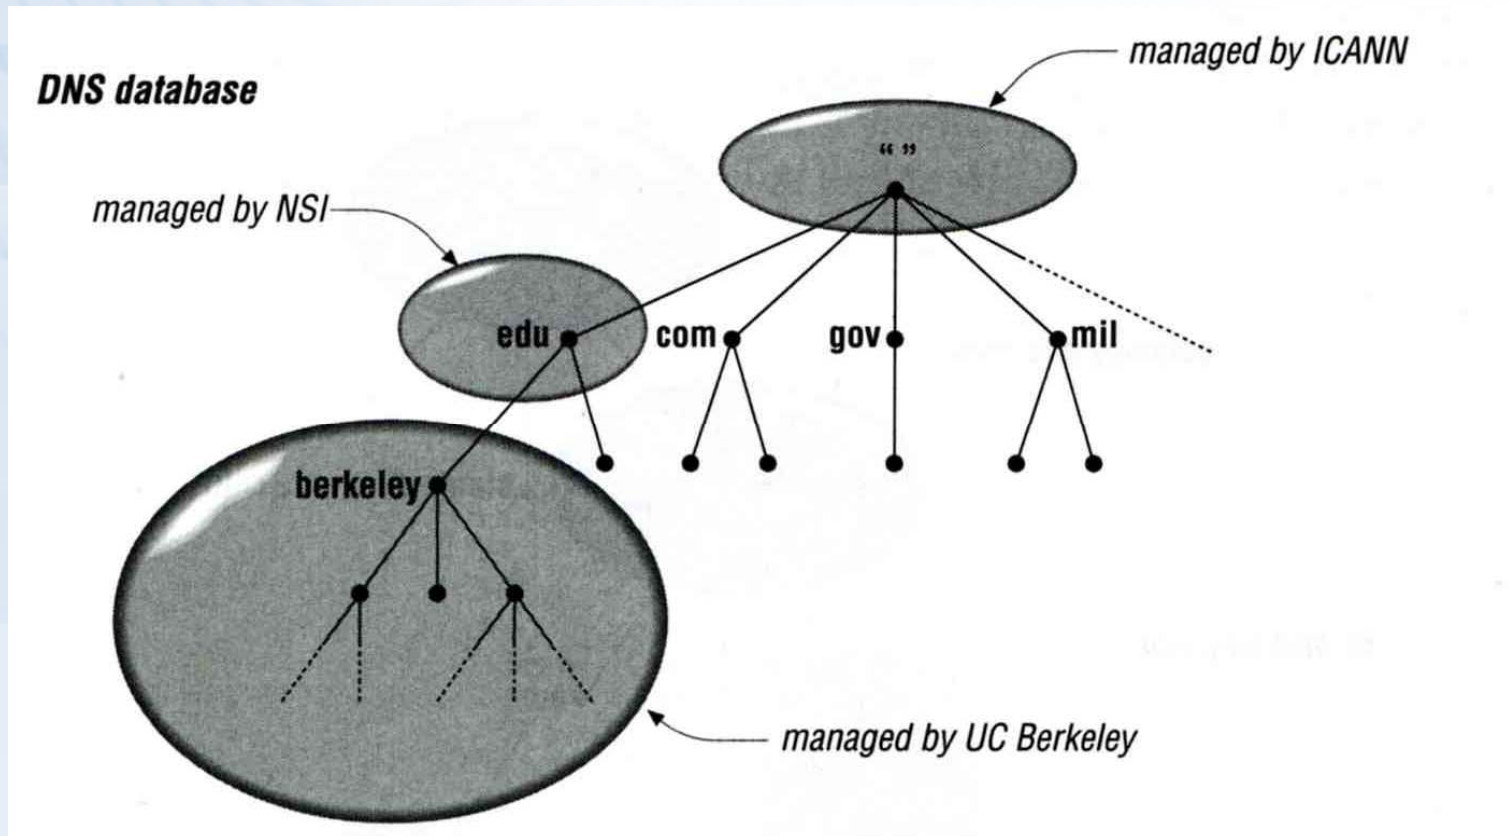 managed by ICANN
DNS database
“ ”
managed by NSI
edu
com
gov
mil
berkeley
managed by UC Berkeley